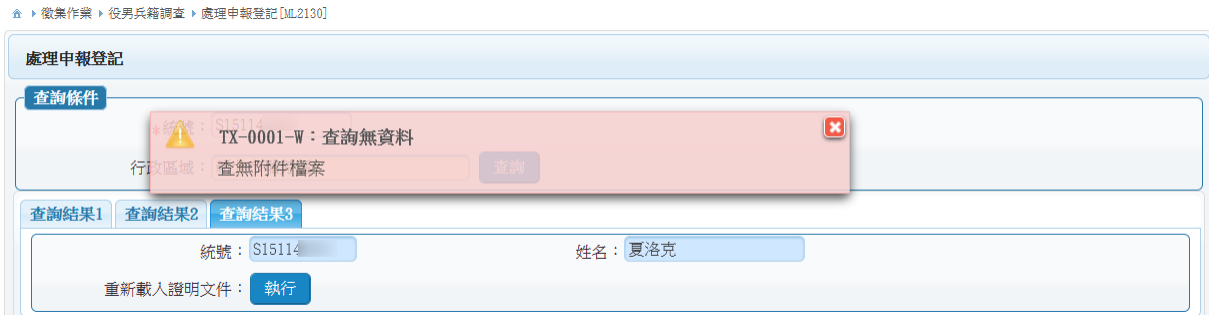 徵集作業 ▸ 役男兵籍調查 ▸ 處理申報登記[ML2130]
處理申報登記
查詢條件
*統號：S15114
TX-0001-W：查詢無資料
行政區域：
查無附件檔案
查詢
查詢結果1 查詢結果2 查詢結果3
統號：S15114 姓名：夏洛克
重新載入證明文件：執行